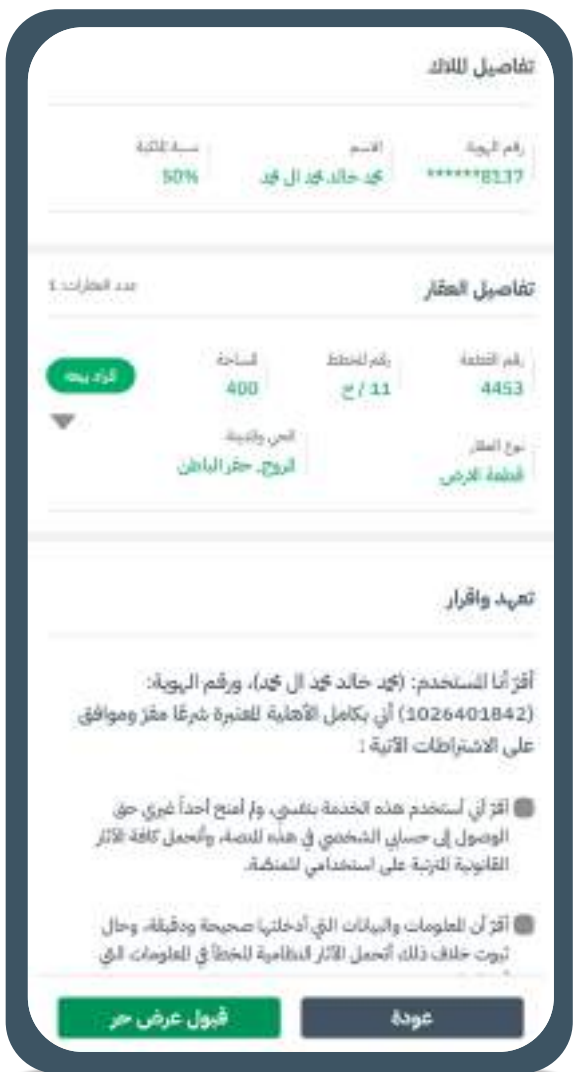 تفاصيل الملاك
رقم الهوية الاسم نسبة الملكية
******8137 محمد خالد محمد ال محمد 50%
تفاصيل العقار عدد العقارات: 1
رقم القطعة رقم المخطط المساحة
4453 11 / ح 400 المراد بيعه
نوع العقار الحي والمدينة
قطعة الارض المروج، حفر الباطن
تعهد واقرار
أقرّ أنا المستخدم: (محمد خالد محمد ال محمد)، ورقم الهوية:
(1026401842) أني بكامل الأهلية المعتبرة شرعًا مقرّ وموافق
على الاشتراطات الآتية :
أقرّ أني أستخدم هذه الخدمة بنفسي، ولم أمنح أحداً غيري حق
الوصول إلى حسابي الشخصي في هذه المنصة، وأتحمل كافة الآثار
القانونية المترتبة على استخدامي للمنصّة.
أقرّ أن المعلومات والبيانات التي أدخلتها صحيحة ودقيقة، وحال
ثبوت خلاف ذلك أتحمل الآثار النظامية للخطأ في المعلومات التي
عودة قبول عرض حر